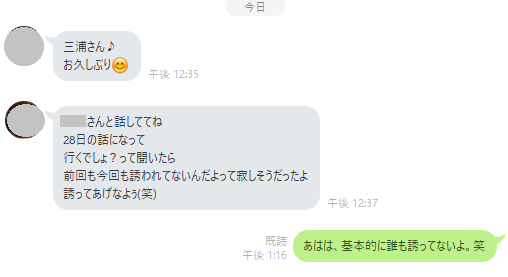 今日
三浦さん♪
お久しぶり😊
午後 12:35
さんと話しててね
28日の話になって
行くでしょ？って聞いたら
前回も今回も誘われてないんだよって寂しそうだったよ
誘ってあげなよぅ(笑)
午後 12:37
既読
午後 1:16
あはは、基本的に誰も誘ってないよ。笑